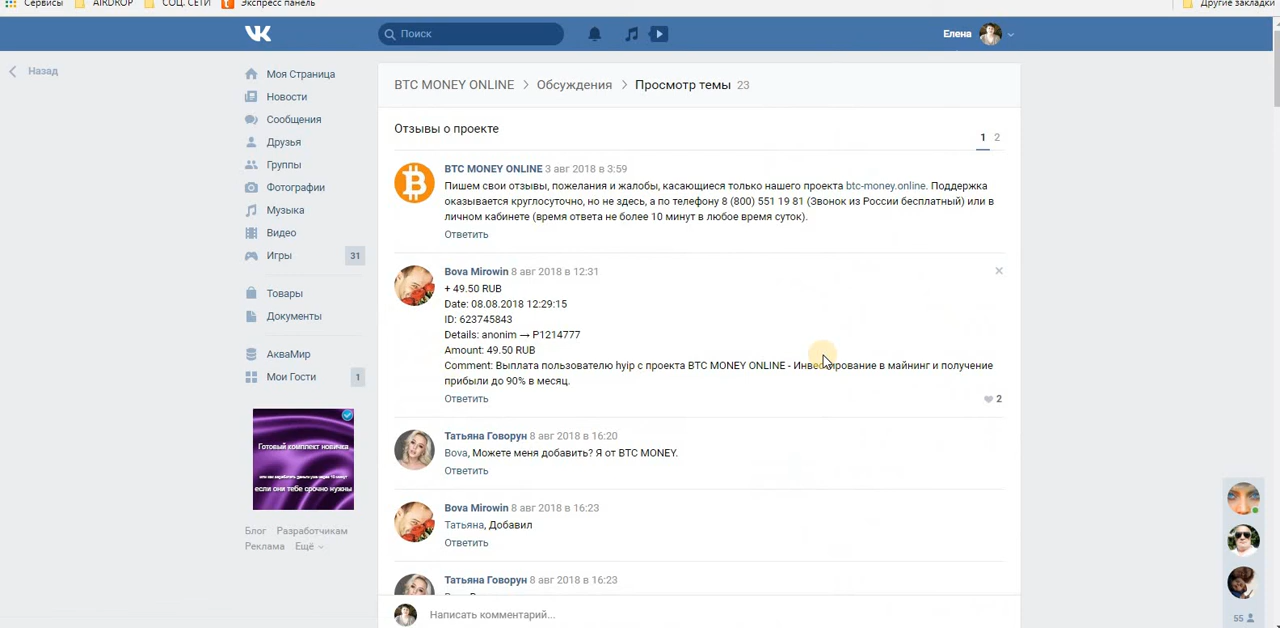 Сервисы
AIRDROP
СОЦ. СЕТИ
Экспресс панель
Другие закладки
Поиск
Елена
Назад
Моя Страница
Новости
Сообщения
Друзья
Группы
Фотографии
Музыка
Видео
Игры
31
Товары
Документы
АкваМир
Мои Гости
1
Готовый комплект новичка
если они тебе срочно нужны
Блог Разработчикам
Реклама Ещё
BTC MONEY ONLINE
Обсуждения
Просмотр темы 23
Отзывы о проекте
1 2
BTC MONEY ONLINE 3 авг 2018 в 3:59
Пишем свои отзывы, пожелания и жалобы, касающиеся только нашего проекта btc-money.online. Поддержка
оказывается круглосуточно, но не здесь, а по телефону 8 (800) 551 19 81 (Звонок из России бесплатный) или в
личном кабинете (время ответа не более 10 минут в любое время суток).
Ответить
Bova Mirowin 8 авг 2018 в 12:31
+ 49.50 RUB
Date: 08.08.2018 12:29:15
ID: 623745843
Details: anonim → P1214777
Amount: 49.50 RUB
Comment: Выплата пользователю hyip с проекта BTC MONEY ONLINE - Инвестирование в майнинг и получение
прибыли до 90% в месяц.
Ответить
2
Татьяна Говорун 8 авг 2018 в 16:20
Bova, Можете меня добавить? Я от BTC MONEY.
Ответить
Bova Mirowin 8 авг 2018 в 16:23
Татьяна, Добавил
Ответить
Татьяна Говорун 8 авг 2018 в 16:23
Написать комментарий...
55